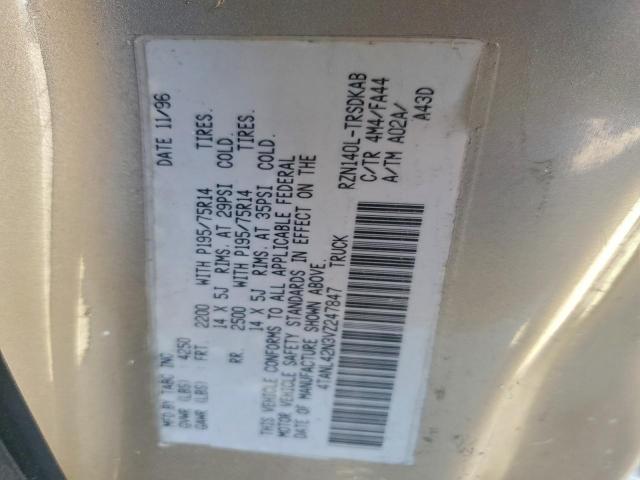 MFD BY TABC INC. DATE 11/96
GVWR (LBS) 4250
GAWR (LBS) FRT. 2200 WITH P195/75R14 TIRES.
14 X 5J RIMS. AT 29PSI COLD.
RR. 2500 WITH P195/75R14 TIRES.
14 X 5J RIMS. AT 35PSI COLD.
THIS VEHICLE CONFORMS TO ALL APPLICABLE FEDERAL
MOTOR VEHICLE SAFETY STANDARDS IN EFFECT ON THE
DATE OF MANUFACTURE SHOWN ABOVE.
4TANL42N3VZ247847 TRUCK
RZN140L-TRSDKAB
C/TR 4M4/FA44
A/TM A02A/
A43D